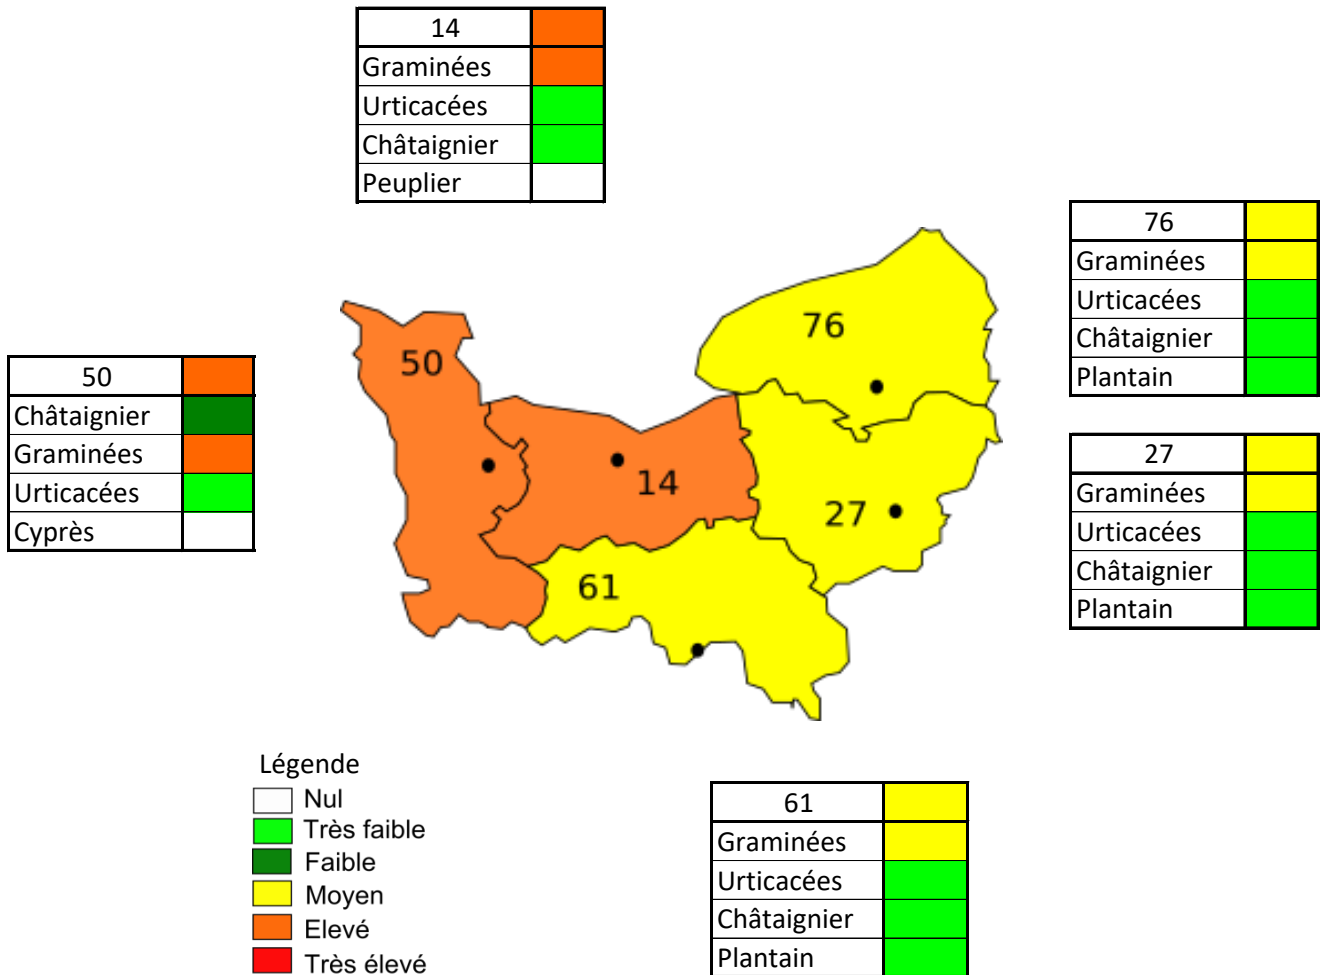 14
Graminées
Urticacées
Châtaignier
Peuplier
76
Graminées
Urticacées
Châtaignier
Plantain
50
Châtaignier
Graminées
Urticacées
Cyprès
27
Graminées
Urticacées
Châtaignier
Plantain
76
50
14
27
61
Légende
Nul
Très faible
Faible
Moyen
Elevé
Très élevé
61
Graminées
Urticacées
Châtaignier
Plantain